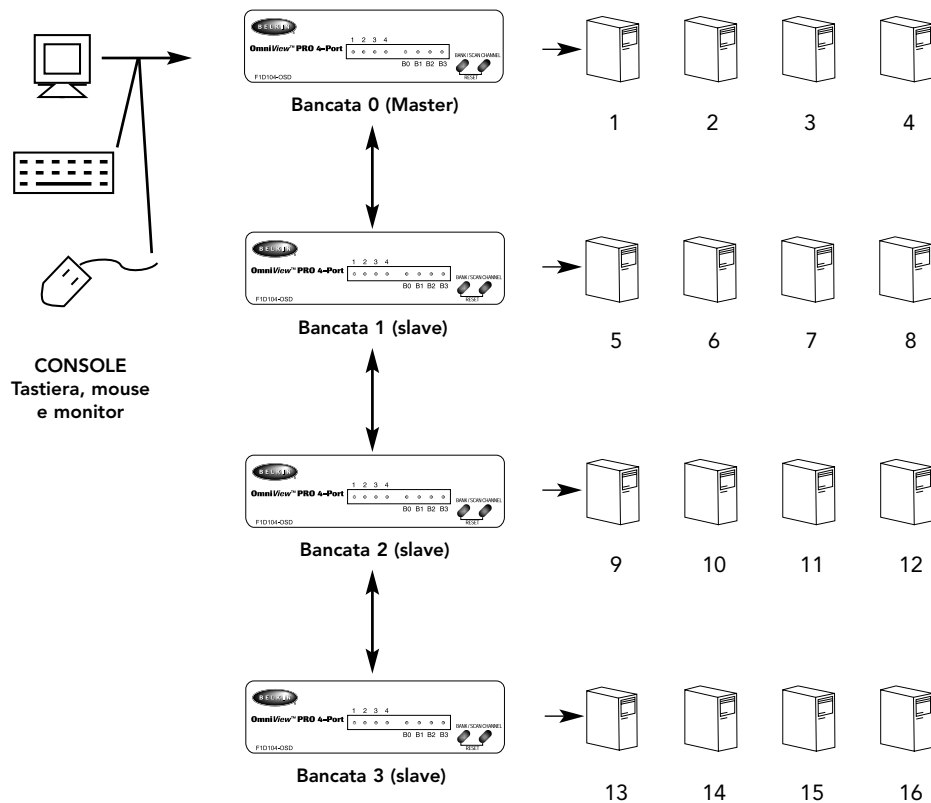 BELKIN
1 2 3 4
OmniView™ PRO 4-Port
B0 B1 B2 B3
BANK / SCAN CHANNEL
RESET
F1D104-OSD
Bancata 0 (Master)
1 2 3 4
BELKIN
1 2 3 4
OmniView™ PRO 4-Port
B0 B1 B2 B3
BANK / SCAN CHANNEL
RESET
F1D104-OSD
Bancata 1 (slave)
5 6 7 8
CONSOLE
Tastiera, mouse
e monitor
BELKIN
1 2 3 4
OmniView™ PRO 4-Port
B0 B1 B2 B3
BANK / SCAN CHANNEL
RESET
F1D104-OSD
Bancata 2 (slave)
9 10 11 12
BELKIN
1 2 3 4
OmniView™ PRO 4-Port
B0 B1 B2 B3
BANK / SCAN CHANNEL
RESET
F1D104-OSD
Bancata 3 (slave)
13 14 15 16